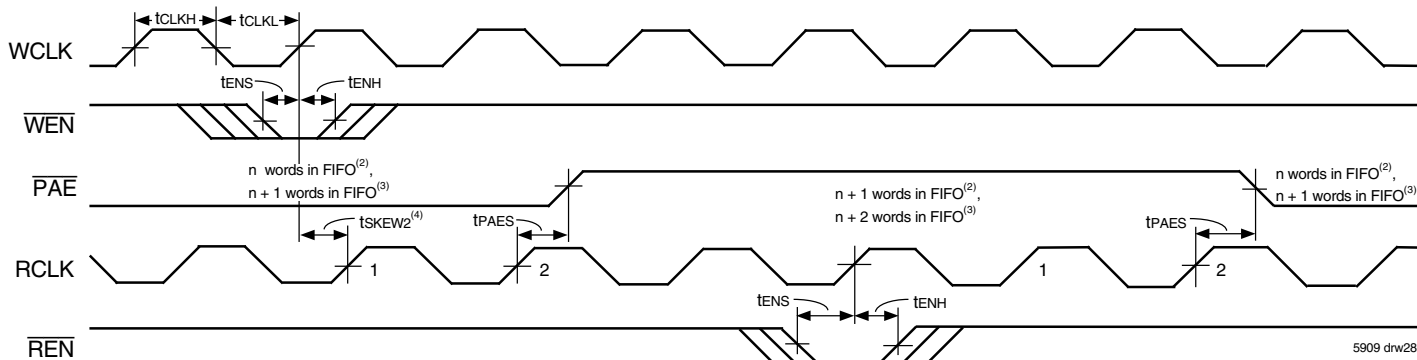 tCLKH
tCLKL
WCLK
tENS
tENH
WEN
n words in FIFO(2),
n + 1 words in FIFO(3)
PAE
n + 1 words in FIFO(2),
n + 2 words in FIFO(3)
n words in FIFO(2),
n + 1 words in FIFO(3)
tSKEW2(4)
tPAES
tPAES
RCLK
1
2
1
2
tENS
tENH
REN
5909 drw28